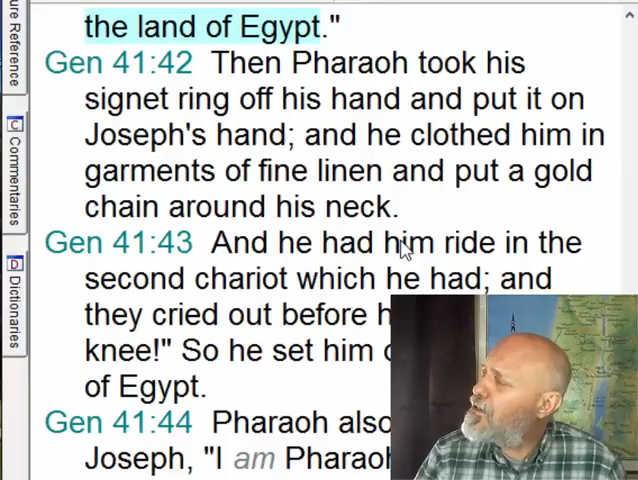 the land of Egypt."
Gen 41:42 Then Pharaoh took his
signet ring off his hand and put it on
Joseph's hand; and he clothed him in
garments of fine linen and put a gold
chain around his neck.
Gen 41:43 And he had him ride in the
second chariot which he had; and
they cried out before
knee!" So he set him
of Egypt.
Gen 41:44 Pharaoh also
Joseph, "I am Pharaoh
ure Reference
Commentaries
Dictionaries